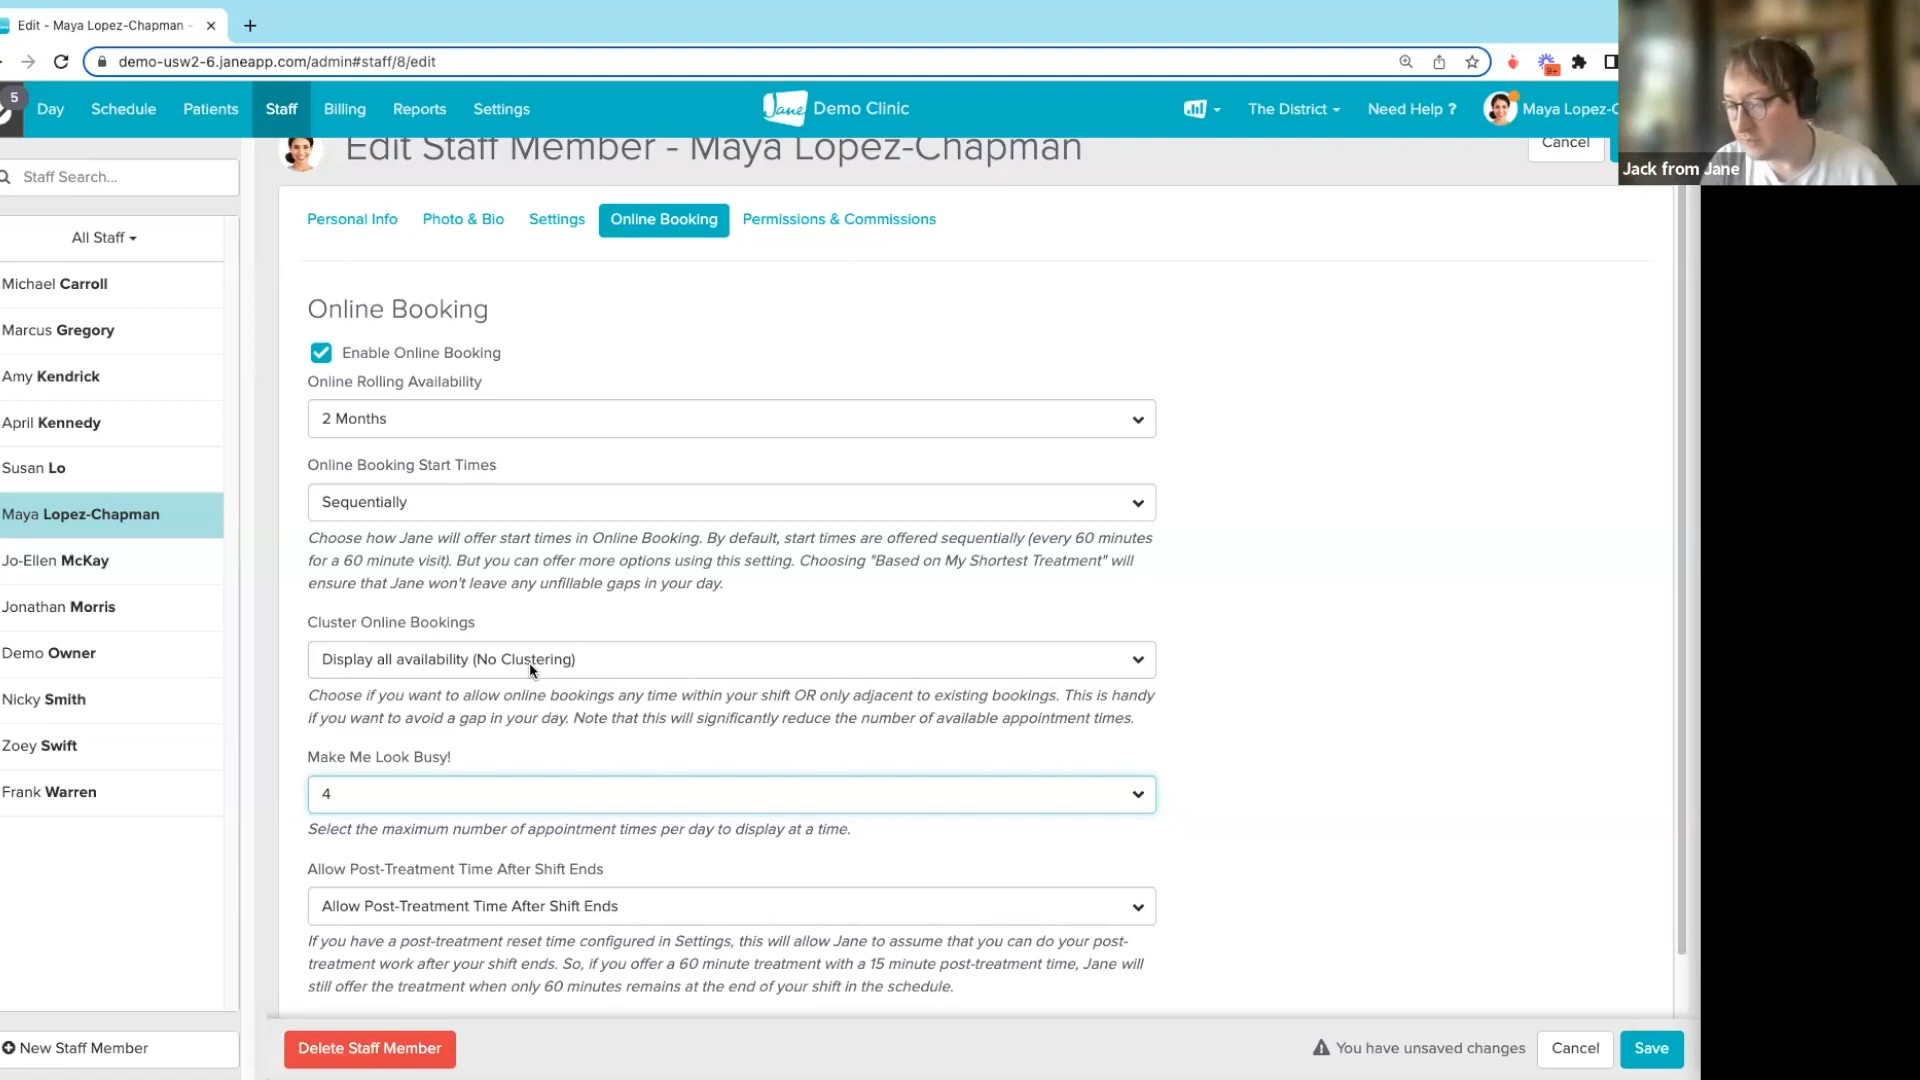 Edit - Maya Lopez-Chapman -
demo-usw2-6.janeapp.com/admin#staff/8/edit
9+
5
Day
Schedule
Patients
Staff
Billing
Reports
Settings
Jane
Demo Clinic
The District
Need Help ?
Maya Lopez-C
Jack from Jane
Edit Staff Member - Maya Lopez-Chapman
Cancel
Staff Search...
All Staff
Michael Carroll
Marcus Gregory
Amy Kendrick
April Kennedy
Susan Lo
Maya Lopez-Chapman
Jo-Ellen McKay
Jonathan Morris
Demo Owner
Nicky Smith
Zoey Swift
Frank Warren
New Staff Member
Personal Info
Photo & Bio
Settings
Online Booking
Permissions & Commissions
Online Booking
Enable Online Booking
Online Rolling Availability
2 Months
Online Booking Start Times
Sequentially
Choose how Jane will offer start times in Online Booking. By default, start times are offered sequentially (every 60 minutes
for a 60 minute visit). But you can offer more options using this setting. Choosing "Based on My Shortest Treatment" will
ensure that Jane won't leave any unfillable gaps in your day.
Cluster Online Bookings
Display all availability (No Clustering)
Choose if you want to allow online bookings any time within your shift OR only adjacent to existing bookings. This is handy
if you want to avoid a gap in your day. Note that this will significantly reduce the number of available appointment times.
Make Me Look Busy!
4
Select the maximum number of appointment times per day to display at a time.
Allow Post-Treatment Time After Shift Ends
Allow Post-Treatment Time After Shift Ends
If you have a post-treatment reset time configured in Settings, this will allow Jane to assume that you can do your post-
treatment work after your shift ends. So, if you offer a 60 minute treatment with a 15 minute post-treatment time, Jane will
still offer the treatment when only 60 minutes remains at the end of your shift in the schedule.
Delete Staff Member
You have unsaved changes
Cancel
Save